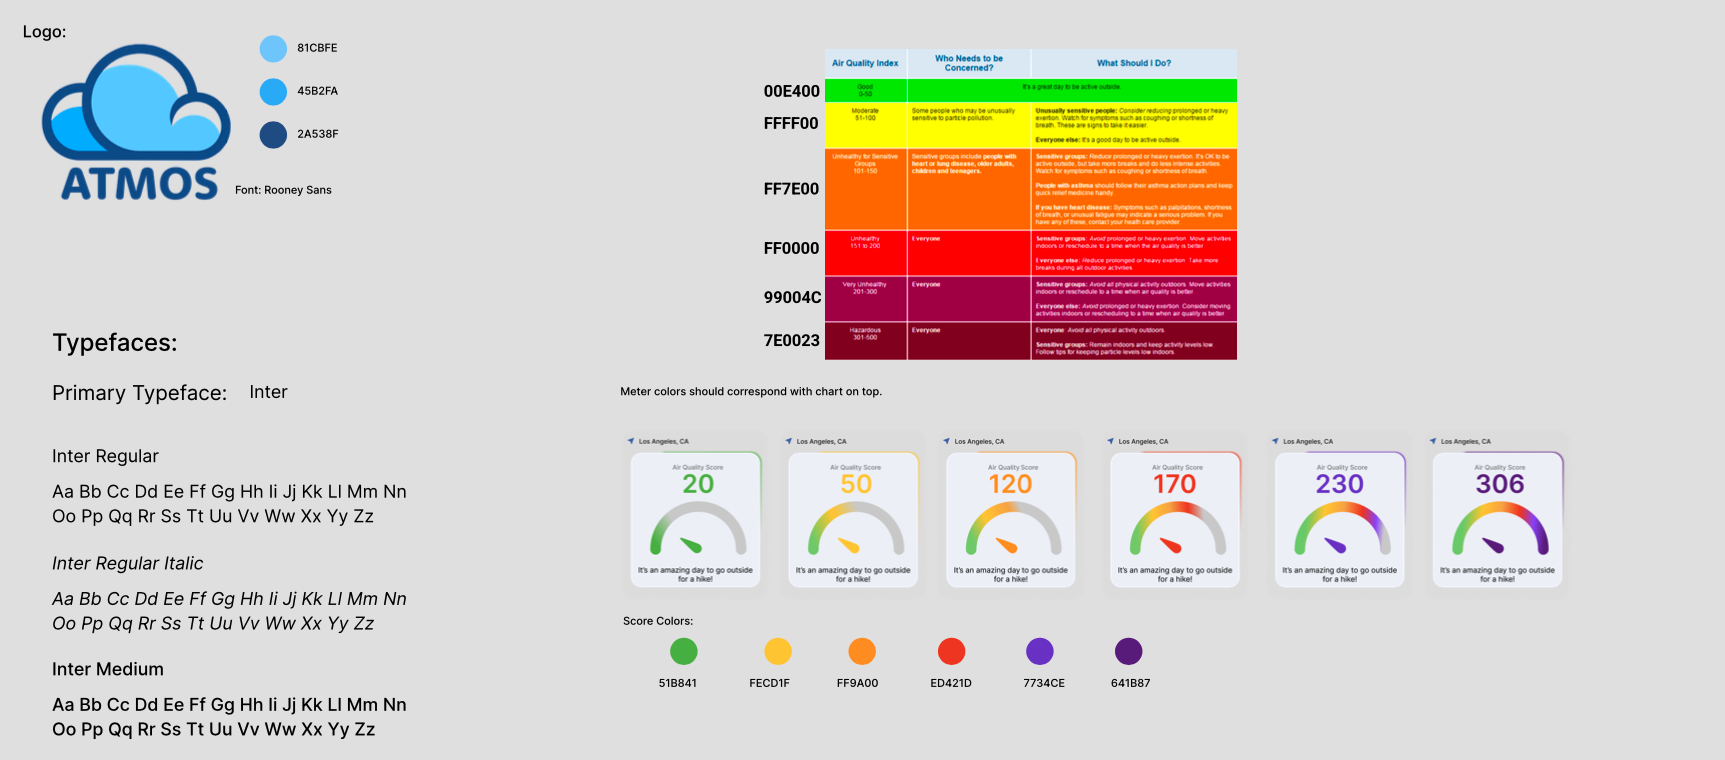 Logo:
81CBFE
45B2FA
2A538F
ATMOS
Font: Rooney Sans
Typefaces:
Primary Typeface: Inter
Inter Regular
Aa Bb Cc Dd Ee Ff Gg Hh Ii Jj Kk Ll Mm Nn
Oo Pp Qq Rr Ss Tt Uu Vv Ww Xx Yy Zz
Inter Regular Italic
Aa Bb Cc Dd Ee Ff Gg Hh Ii Jj Kk Ll Mm Nn
Oo Pp Qq Rr Ss Tt Uu Vv Ww Xx Yy Zz
Inter Medium
Aa Bb Cc Dd Ee Ff Gg Hh Ii Jj Kk Ll Mm Nn
Oo Pp Qq Rr Ss Tt Uu Vv Ww Xx Yy Zz
Air Quality Index
Who Needs to be
Concerned?
What Should I Do?
00E400
Good
0-50
It's a great day to be active outside.
FFFF00
Moderate
51-100
Some people who may be unusually
sensitive to particle pollution.
Unusually sensitive people: Consider reducing prolonged or heavy
exertion. Watch for symptoms such as coughing or shortness of
breath. These are signs to take it easier.
Everyone else: It's a good day to be active outside.
FF7E00
Unhealthy for Sensitive
Groups
101-150
Sensitive groups include people with
heart or lung disease, older adults,
children and teenagers.
Sensitive groups: Reduce prolonged or heavy exertion. It's OK to be
active outside, but take more breaks and do less intense activities.
Watch for symptoms such as coughing or shortness of breath.
People with asthma should follow their asthma action plans and keep
quick relief medicine handy.
If you have heart disease: Symptoms such as palpitations, shortness
of breath, or unusual fatigue may indicate a serious problem. If you
have any of these, contact your heath care provider.
FF0000
Unhealthy
151 to 200
Everyone
Sensitive groups: Avoid prolonged or heavy exertion. Move activities
indoors or reschedule to a time when the air quality is better
Everyone else: Reduce prolonged or heavy exertion. Take more
breaks during all outdoor activities.
99004C
Very Unhealthy
201-300
Everyone
Sensitive groups: Avoid all physical activity outdoors. Move activities
indoors or reschedule to a time when air quality is better
Everyone else: Avoid prolonged or heavy exertion. Consider moving
activities indoors or rescheduling to a time when air quality is better
7E0023
Hazardous
301-500
Everyone
Everyone: Avoid all physical activity outdoors.
Sensitive groups: Remain indoors and keep activity levels low.
Follow tips for keeping particle levels low indoors.
Meter colors should correspond with chart on top.
Los Angeles, CA
Air Quality Score
20
It's an amazing day to go outside
for a hike!
Los Angeles, CA
Air Quality Score
50
It's an amazing day to go outside
for a hike!
Los Angeles, CA
Air Quality Score
120
It's an amazing day to go outside
for a hike!
Los Angeles, CA
Air Quality Score
170
It's an amazing day to go outside
for a hike!
Los Angeles, CA
Air Quality Score
230
It's an amazing day to go outside
for a hike!
Los Angeles, CA
Air Quality Score
306
It's an amazing day to go outside
for a hike!
Score Colors:
51B841
FECD1F
FF9A00
ED421D
7734CE
641B87